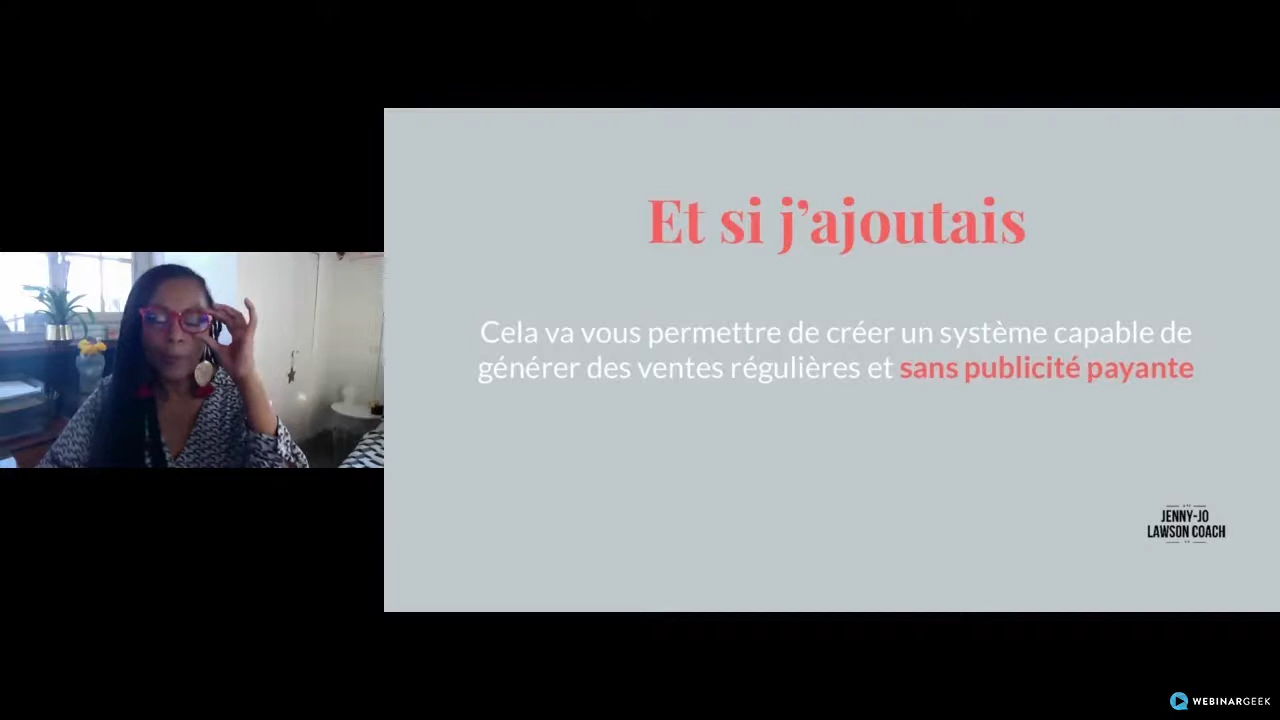 Et si j’ajoutais
Cela va vous permettre de créer un système capable de
générer des ventes régulières et sans publicité payante
JENNY-JO
LAWSON COACH
WEBINARGEEK